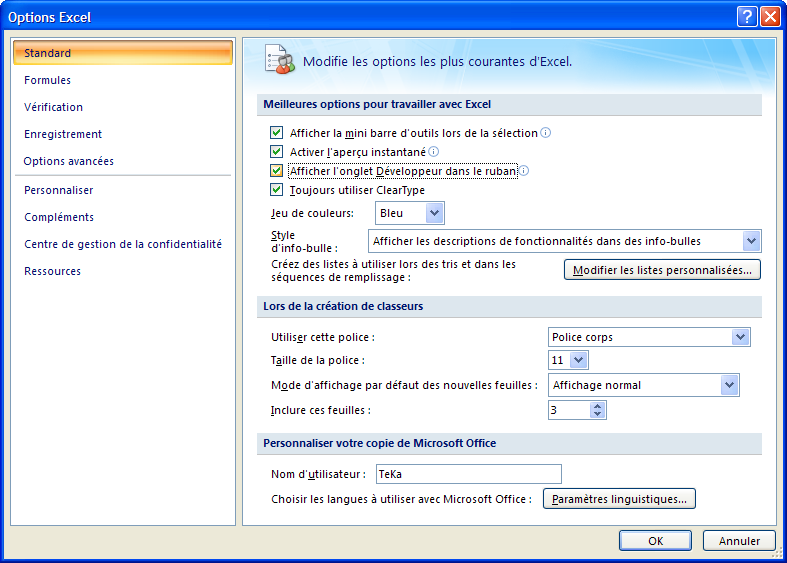 Options Excel
Standard
Formules
Vérification
Enregistrement
Options avancées
Personnaliser
Compléments
Centre de gestion de la confidentialité
Ressources
Modifie les options les plus courantes d'Excel.
Meilleures options pour travailler avec Excel
Afficher la mini barre d'outils lors de la sélection
Activer l'aperçu instantané
Afficher l'onglet Développeur dans le ruban
Toujours utiliser ClearType
Jeu de couleurs: Bleu
Style
d'info-bulle : Afficher les descriptions de fonctionnalités dans des info-bulles
Créez des listes à utiliser lors des tris et dans les
séquences de remplissage : Modifier les listes personnalisées...
Lors de la création de classeurs
Utiliser cette police : Police corps
Taille de la police : 11
Mode d'affichage par défaut des nouvelles feuilles : Affichage normal
Inclure ces feuilles : 3
Personnaliser votre copie de Microsoft Office
Nom d'utilisateur : TeKa
Choisir les langues à utiliser avec Microsoft Office : Paramètres linguistiques...
OK Annuler